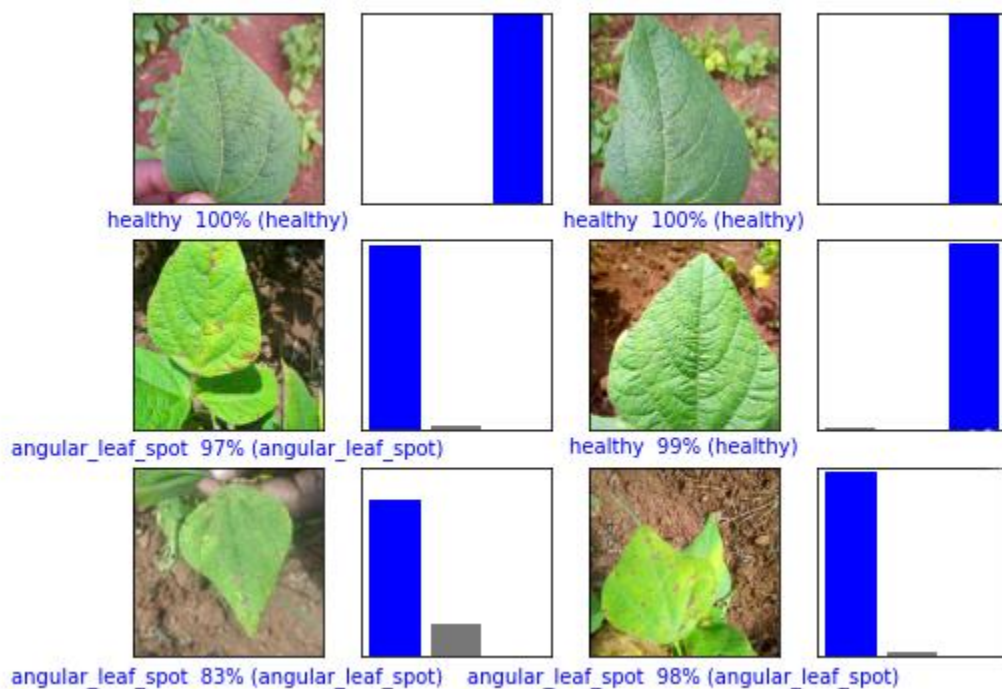 healthy 100% (healthy)
healthy 100% (healthy)
angular_leaf_spot 97% (angular_leaf_spot)
healthy 99% (healthy)
angular_leaf_spot 83% (angular_leaf_spot)
angular_leaf_spot 98% (angular_leaf_spot)